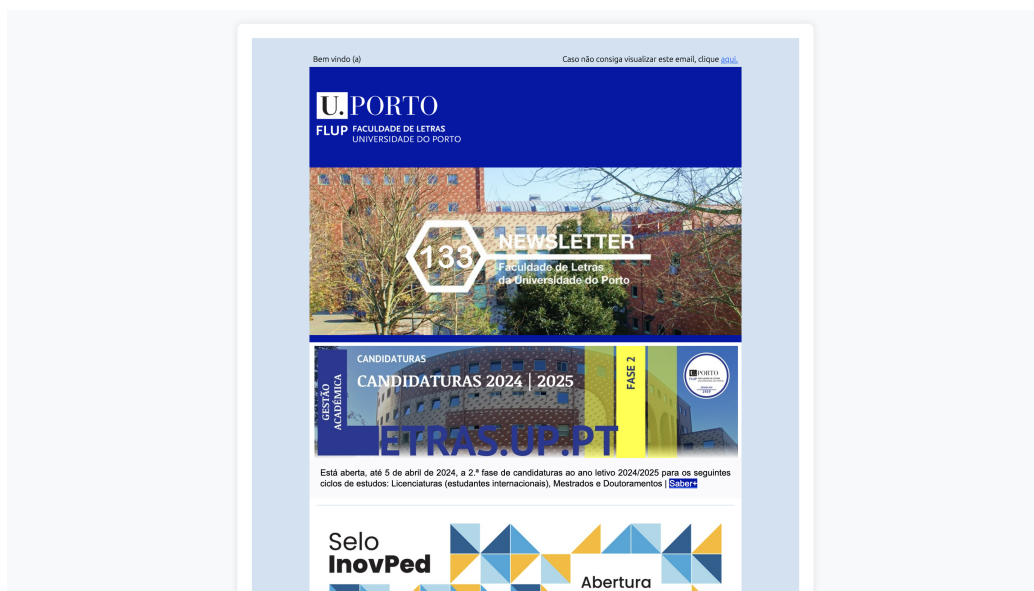 Bem vindo (a)
Caso não consiga visualizar este email, clique aqui.
U.PORTO
FLUP FACULDADE DE LETRAS
UNIVERSIDADE DO PORTO
133
NEWSLETTER
Faculdade de Letras
da Universidade do Porto
GESTÃO
ACADÉMICA
CANDIDATURAS
CANDIDATURAS 2024 | 2025
FASE 2
U.PORTO
ETRAS.UP.PT
Está aberta, até 5 de abril de 2024, a 2.ª fase de candidaturas ao ano letivo 2024/2025 para os seguintes
ciclos de estudos: Licenciaturas (estudantes internacionais), Mestrados e Doutoramentos | Saber+
Selo
InovPed
Abertura